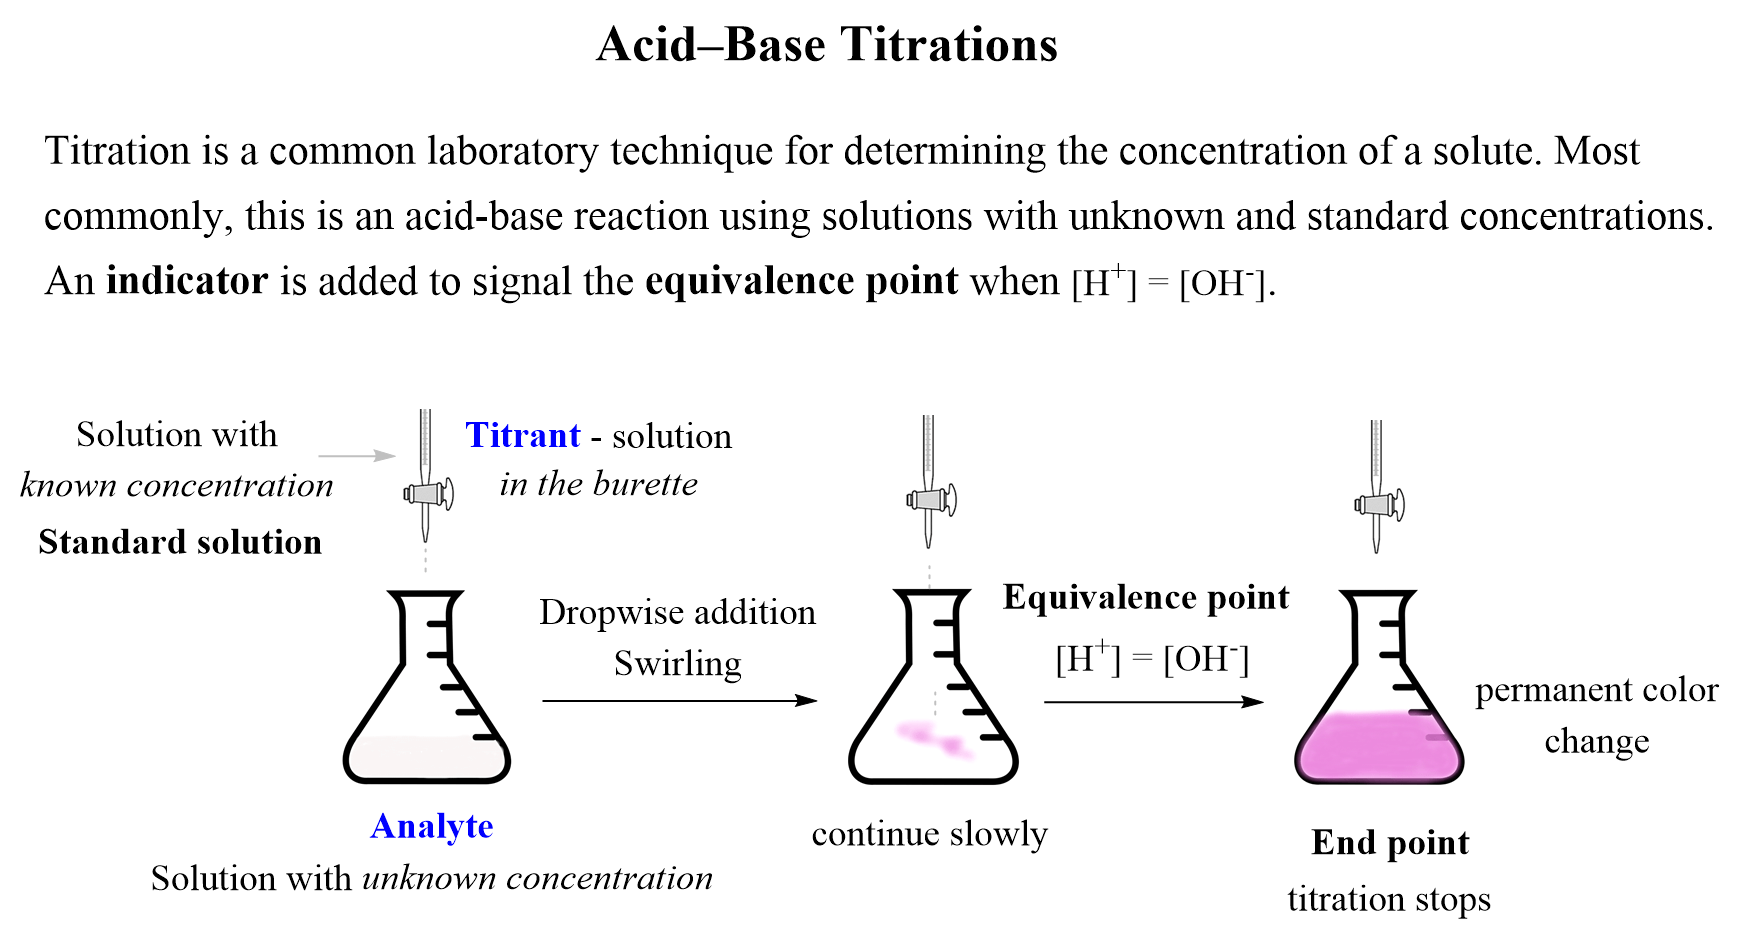 Acid–Base Titrations
Titration is a common laboratory technique for determining the concentration of a solute. Most
commonly, this is an acid-base reaction using solutions with unknown and standard concentrations.
An indicator is added to signal the equivalence point when [H⁺] = [OH⁻].
Solution with
known concentration
Standard solution
Titrant - solution
in the burette
Dropwise addition
Swirling
Equivalence point
[H⁺] = [OH⁻]
permanent color
change
Analyte
Solution with unknown concentration
continue slowly
End point
titration stops